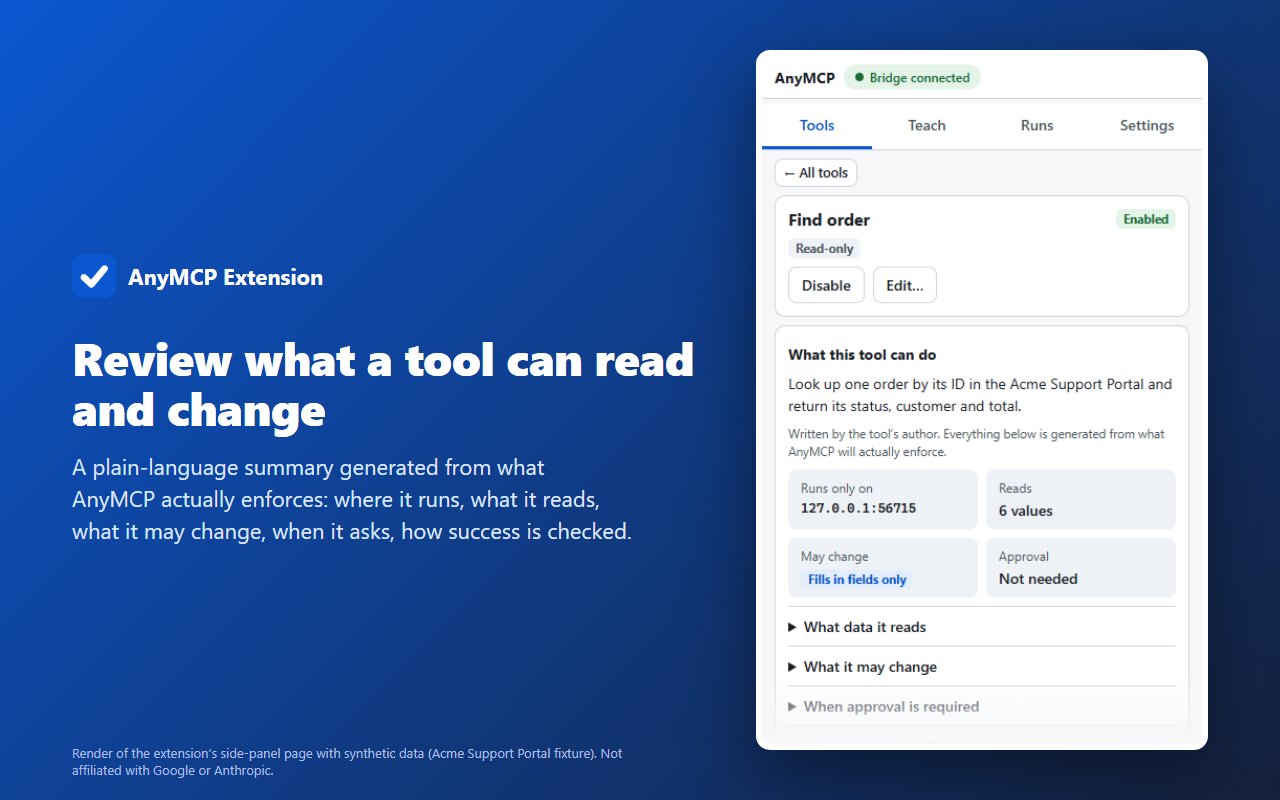 AnyMCP Extension
Review what a tool can read
and change
A plain-language summary generated from what
AnyMCP actually enforces: where it runs, what it reads,
what it may change, when it asks, how success is checked.
Render of the extension's side-panel page with synthetic data (Acme Support Portal fixture). Not
affiliated with Google or Anthropic.
AnyMCP
Bridge connected
Tools
Teach
Runs
Settings
← All tools
Find order
Enabled
Read-only
Disable
Edit...
What this tool can do
Look up one order by its ID in the Acme Support Portal and
return its status, customer and total.
Written by the tool's author. Everything below is generated from what
AnyMCP will actually enforce.
Runs only on
127.0.0.1:56715
Reads
6 values
May change
Fills in fields only
Approval
Not needed
▶ What data it reads
▶ What it may change
▶ When approval is required